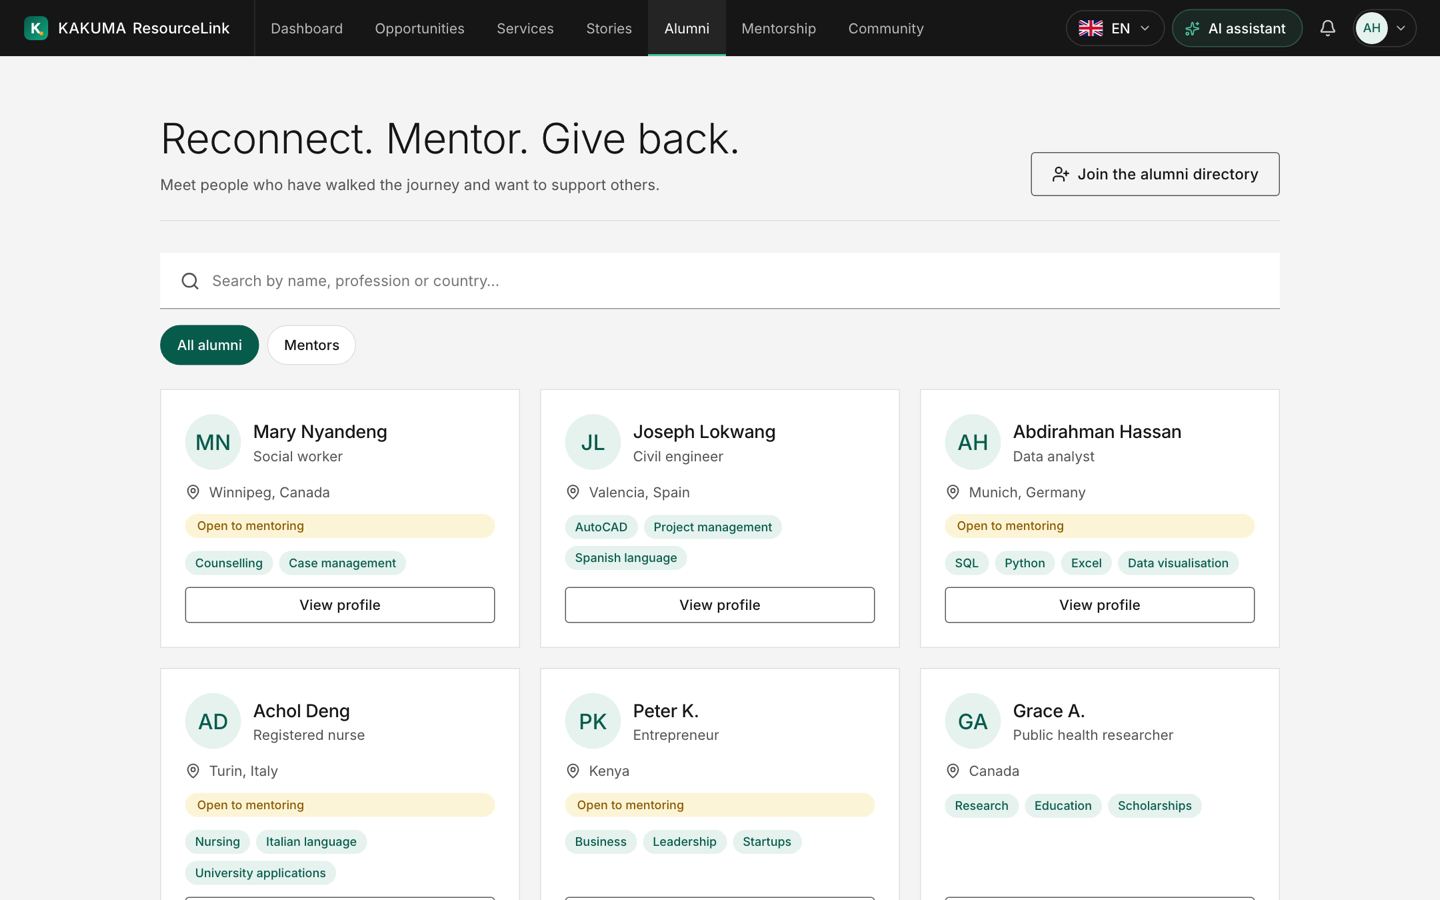 K KAKUMA ResourceLink Dashboard Opportunities Services Stories Alumni Mentorship Community EN AI assistant AH
Reconnect. Mentor. Give back.
Meet people who have walked the journey and want to support others.
Join the alumni directory
Search by name, profession or country...
All alumni Mentors
MN
Mary Nyandeng
Social worker
Winnipeg, Canada
Open to mentoring
Counselling Case management
View profile
JL
Joseph Lokwang
Civil engineer
Valencia, Spain
AutoCAD Project management
Spanish language
View profile
AH
Abdirahman Hassan
Data analyst
Munich, Germany
Open to mentoring
SQL Python Excel Data visualisation
View profile
AD
Achol Deng
Registered nurse
Turin, Italy
Open to mentoring
Nursing Italian language
University applications
PK
Peter K.
Entrepreneur
Kenya
Open to mentoring
Business Leadership Startups
GA
Grace A.
Public health researcher
Canada
Research Education Scholarships